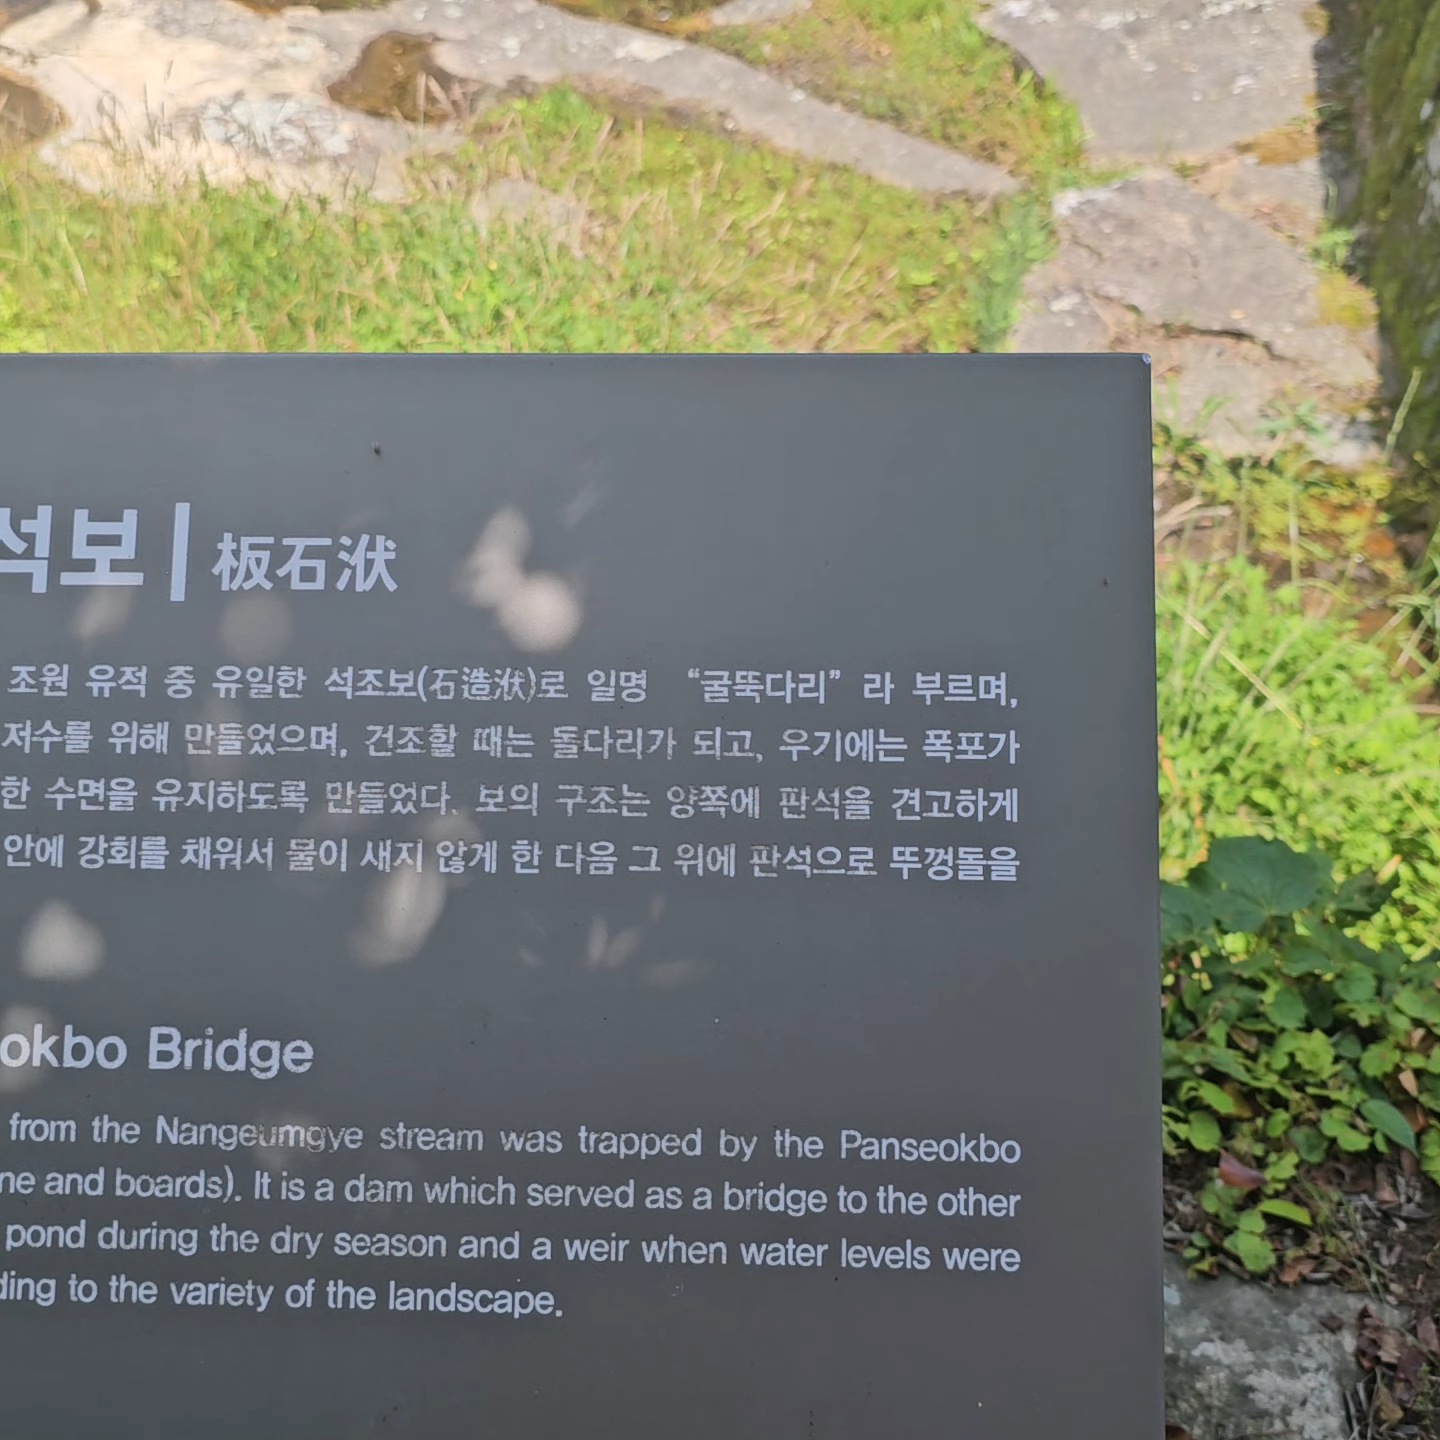 석보 | 板石洑
조원 유적 중 유일한 석조보(石造洑)로 일명 “굴뚝다리” 라 부르며,
저수를 위해 만들었으며, 건조할 때는 돌다리가 되고, 우기에는 폭포가
한 수면을 유지하도록 만들었다. 보의 구조는 양쪽에 판석을 견고하게
안에 강회를 채워서 물이 새지 않게 한 다음 그 위에 판석으로 뚜껑돌을
okbo Bridge
from the Nangeumgye stream was trapped by the Panseokbo
ne and boards). It is a dam which served as a bridge to the other
pond during the dry season and a weir when water levels were
ding to the variety of the landscape.